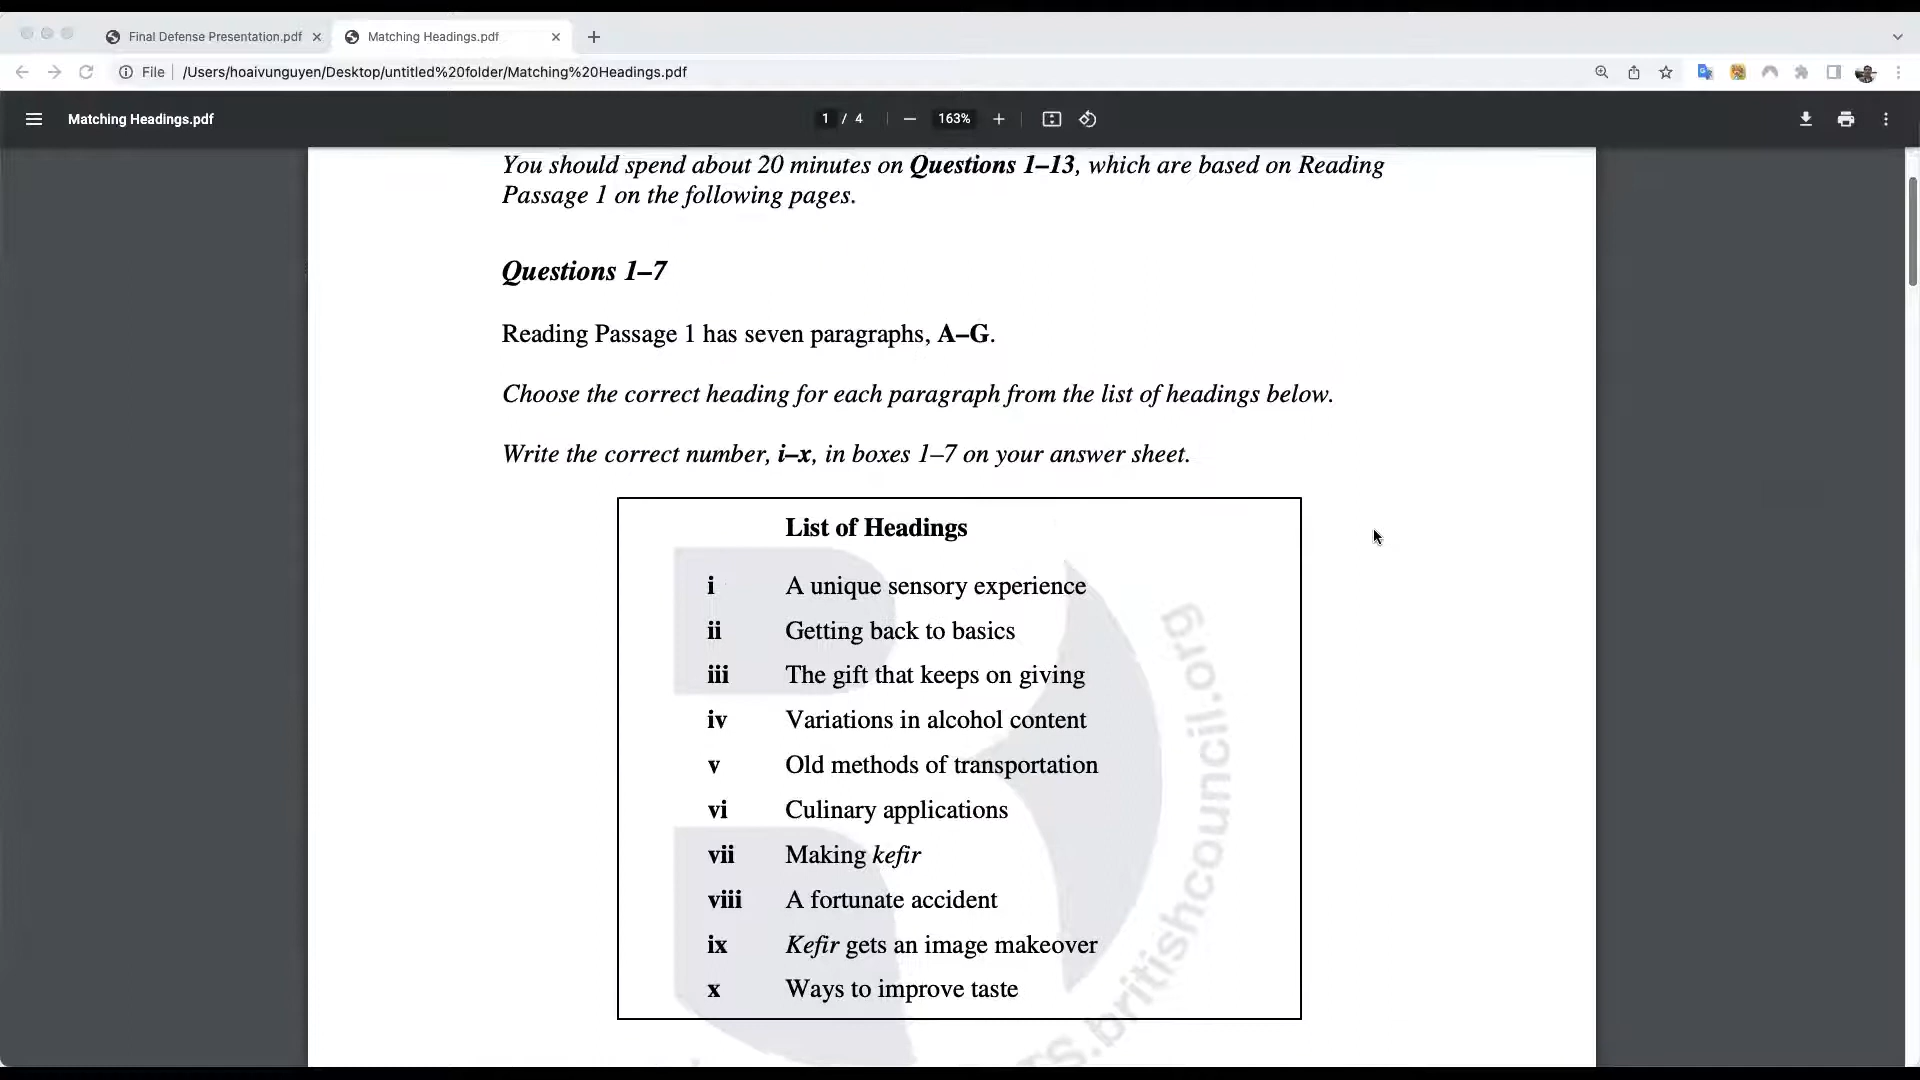 Final Defense Presentation.pdf
Matching Headings.pdf
File /Users/hoaivunguyen/Desktop/untitled%20folder/Matching%20Headings.pdf
Matching Headings.pdf
1 / 4
163%
You should spend about 20 minutes on Questions 1–13, which are based on Reading
Passage 1 on the following pages.
Questions 1–7
Reading Passage 1 has seven paragraphs, A–G.
Choose the correct heading for each paragraph from the list of headings below.
Write the correct number, i–x, in boxes 1–7 on your answer sheet.
List of Headings
i A unique sensory experience
ii Getting back to basics
iii The gift that keeps on giving
iv Variations in alcohol content
v Old methods of transportation
vi Culinary applications
vii Making kefir
viii A fortunate accident
ix Kefir gets an image makeover
x Ways to improve taste
TS.britishcouncil.org